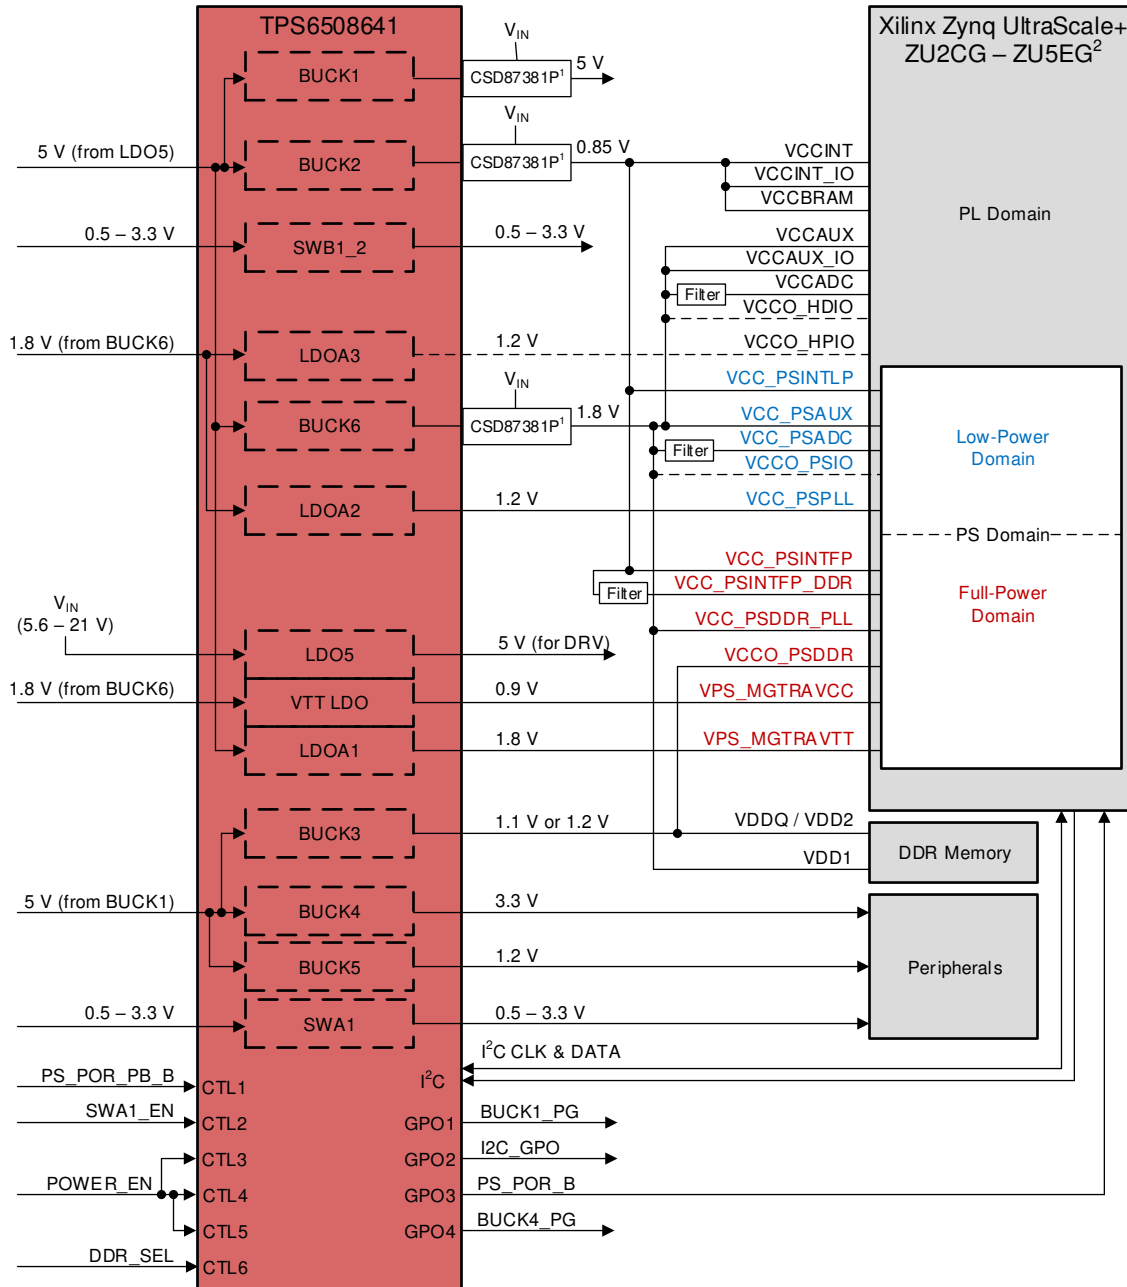 TPS6508641
Xilinx Zynq UltraScale+
ZU2CG – ZU5EG²
V_IN
BUCK1
CSD87381P¹
5 V
V_IN
5 V (from LDO5)
BUCK2
CSD87381P¹
0.85 V
VCCINT
VCCINT_IO
VCCBRAM
PL Domain
0.5 – 3.3 V
SWB1_2
0.5 – 3.3 V
VCCAUX
VCCAUX_IO
Filter
VCCADC
VCCO_HDIO
1.8 V (from BUCK6)
LDOA3
1.2 V
VCCO_HPIO
V_IN
VCC_PSINTLP
BUCK6
CSD87381P¹
1.8 V
VCC_PSAUX
Filter
VCC_PSADC
VCCO_PSIO
Low-Power
Domain
LDOA2
1.2 V
VCC_PSPLL
PS Domain
VCC_PSINTFP
Filter
VCC_PSINTFP_DDR
Full-Power
Domain
V_IN
(5.6 – 21 V)
VCC_PSDDR_PLL
LDO5
5 V (for DRV)
VCCO_PSDDR
1.8 V (from BUCK6)
VTT LDO
0.9 V
VPS_MGTRAVCC
LDOA1
1.8 V
VPS_MGTRAVTT
BUCK3
1.1 V or 1.2 V
VDDQ / VDD2
VDD1
DDR Memory
5 V (from BUCK1)
BUCK4
3.3 V
BUCK5
1.2 V
Peripherals
0.5 – 3.3 V
SWA1
0.5 – 3.3 V
I²C CLK & DATA
PS_POR_PB_B
CTL1
I²C
SWA1_EN
CTL2
GPO1
BUCK1_PG
CTL3
GPO2
I2C_GPO
POWER_EN
CTL4
GPO3
PS_POR_B
CTL5
GPO4
BUCK4_PG
DDR_SEL
CTL6